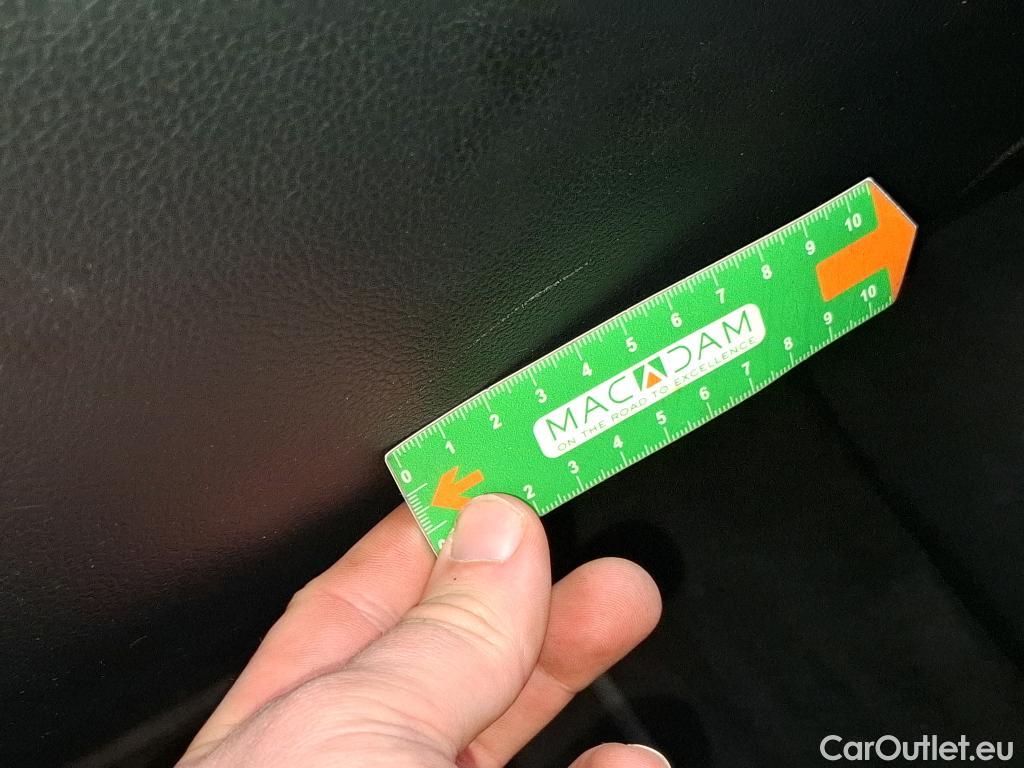 0 1 2 3 4 5 6 7 8 9 10
MACADAM
ON THE ROAD TO EXCELLENCE
2 3 4 5 6 7 8 9 10
CarOutlet.eu